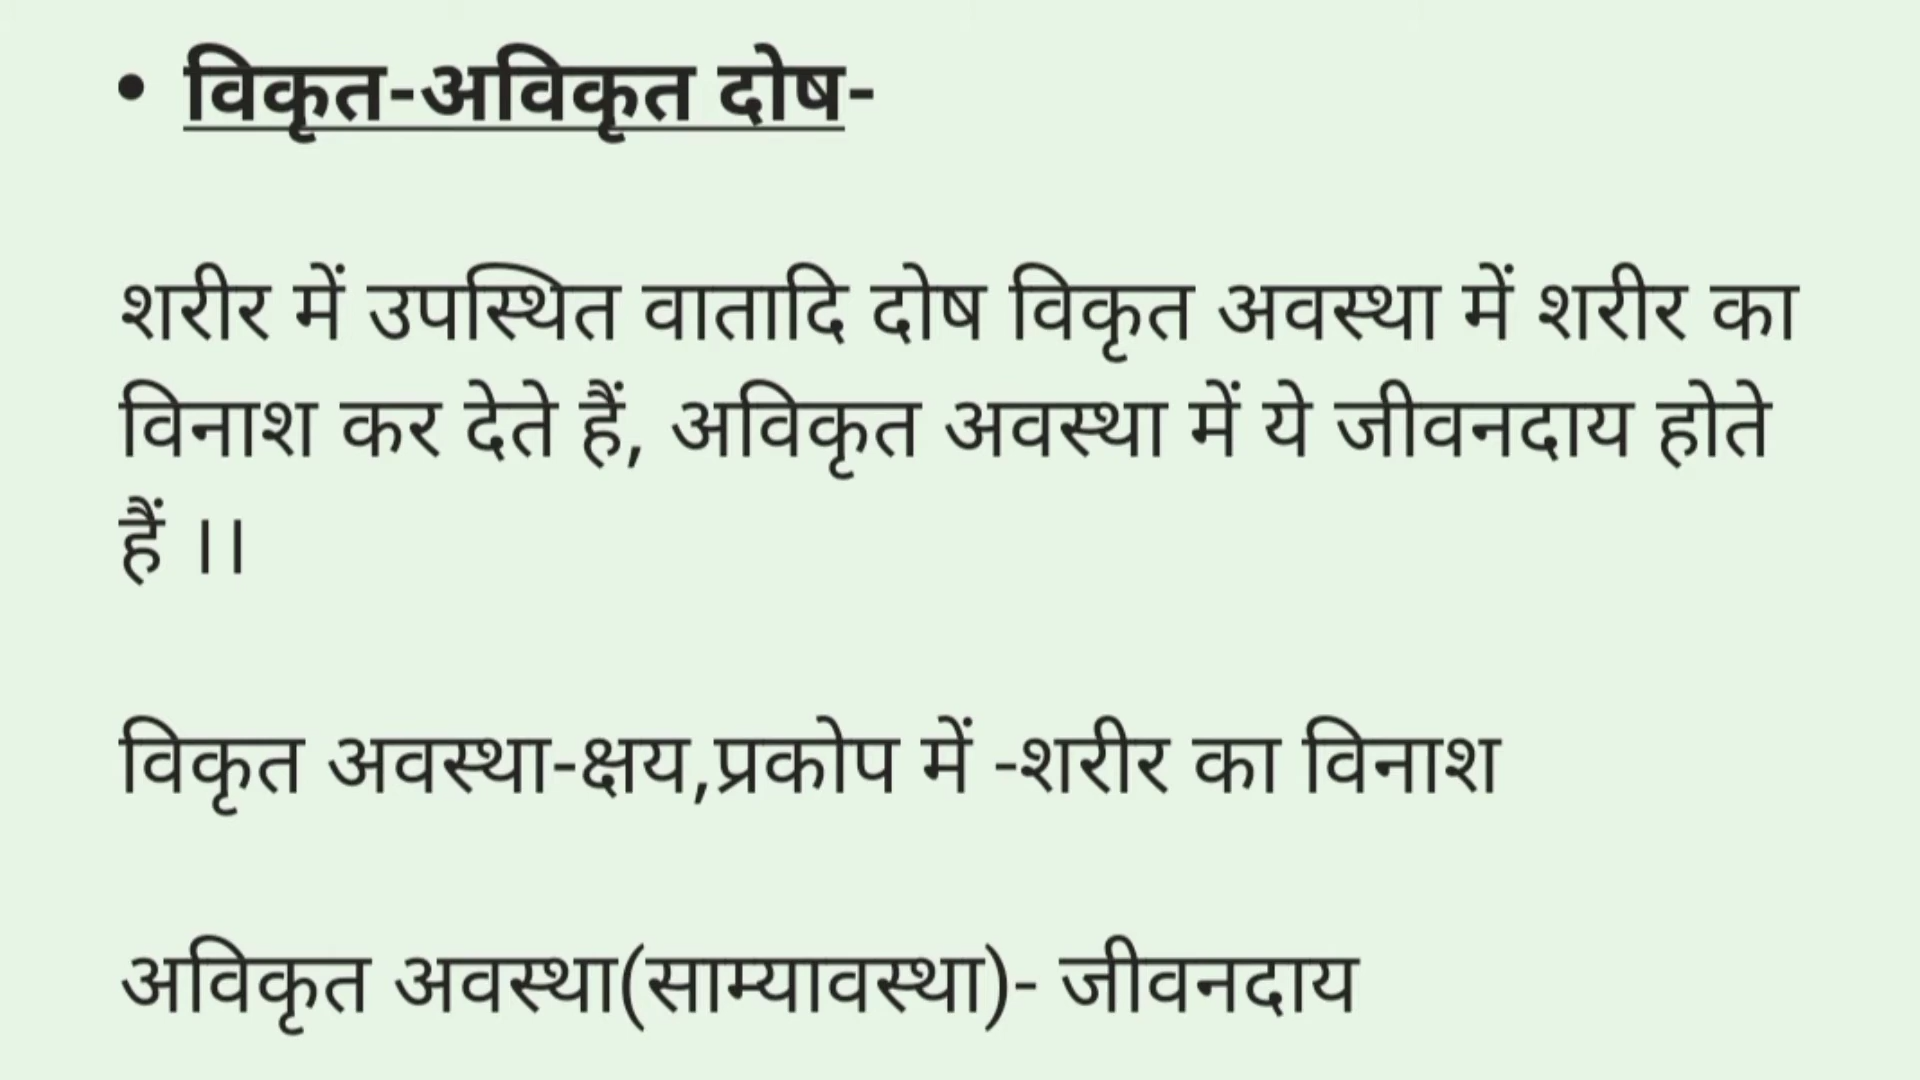 • विकृत-अविकृत दोष-
शरीर में उपस्थित वातादि दोष विकृत अवस्था में शरीर का
विनाश कर देते हैं, अविकृत अवस्था में ये जीवनदाय होते
हैं ।।
विकृत अवस्था-क्षय,प्रकोप में -शरीर का विनाश
अविकृत अवस्था(साम्यावस्था)- जीवनदाय